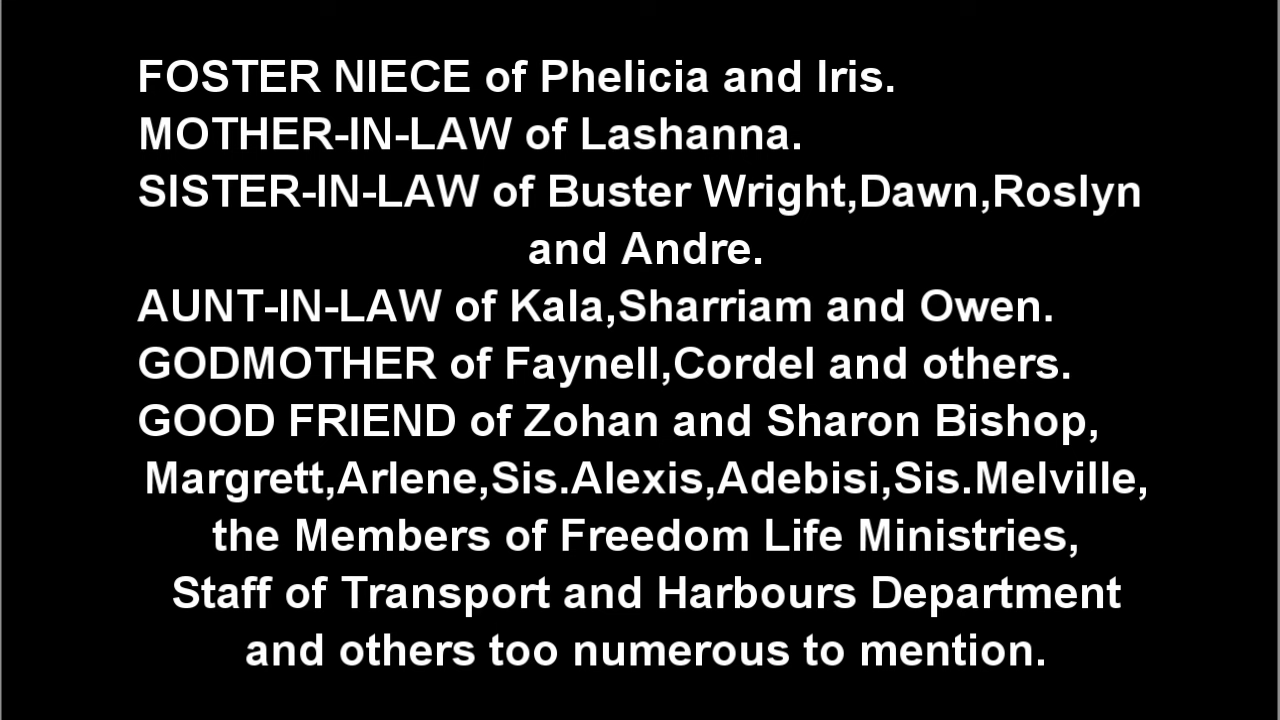 FOSTER NIECE of Phelicia and Iris.
MOTHER-IN-LAW of Lashanna.
SISTER-IN-LAW of Buster Wright,Dawn,Roslyn
and Andre.
AUNT-IN-LAW of Kala,Sharriam and Owen.
GODMOTHER of Faynell,Cordel and others.
GOOD FRIEND of Zohan and Sharon Bishop,
Margrett,Arlene,Sis.Alexis,Adebisi,Sis.Melville,
the Members of Freedom Life Ministries,
Staff of Transport and Harbours Department
and others too numerous to mention.